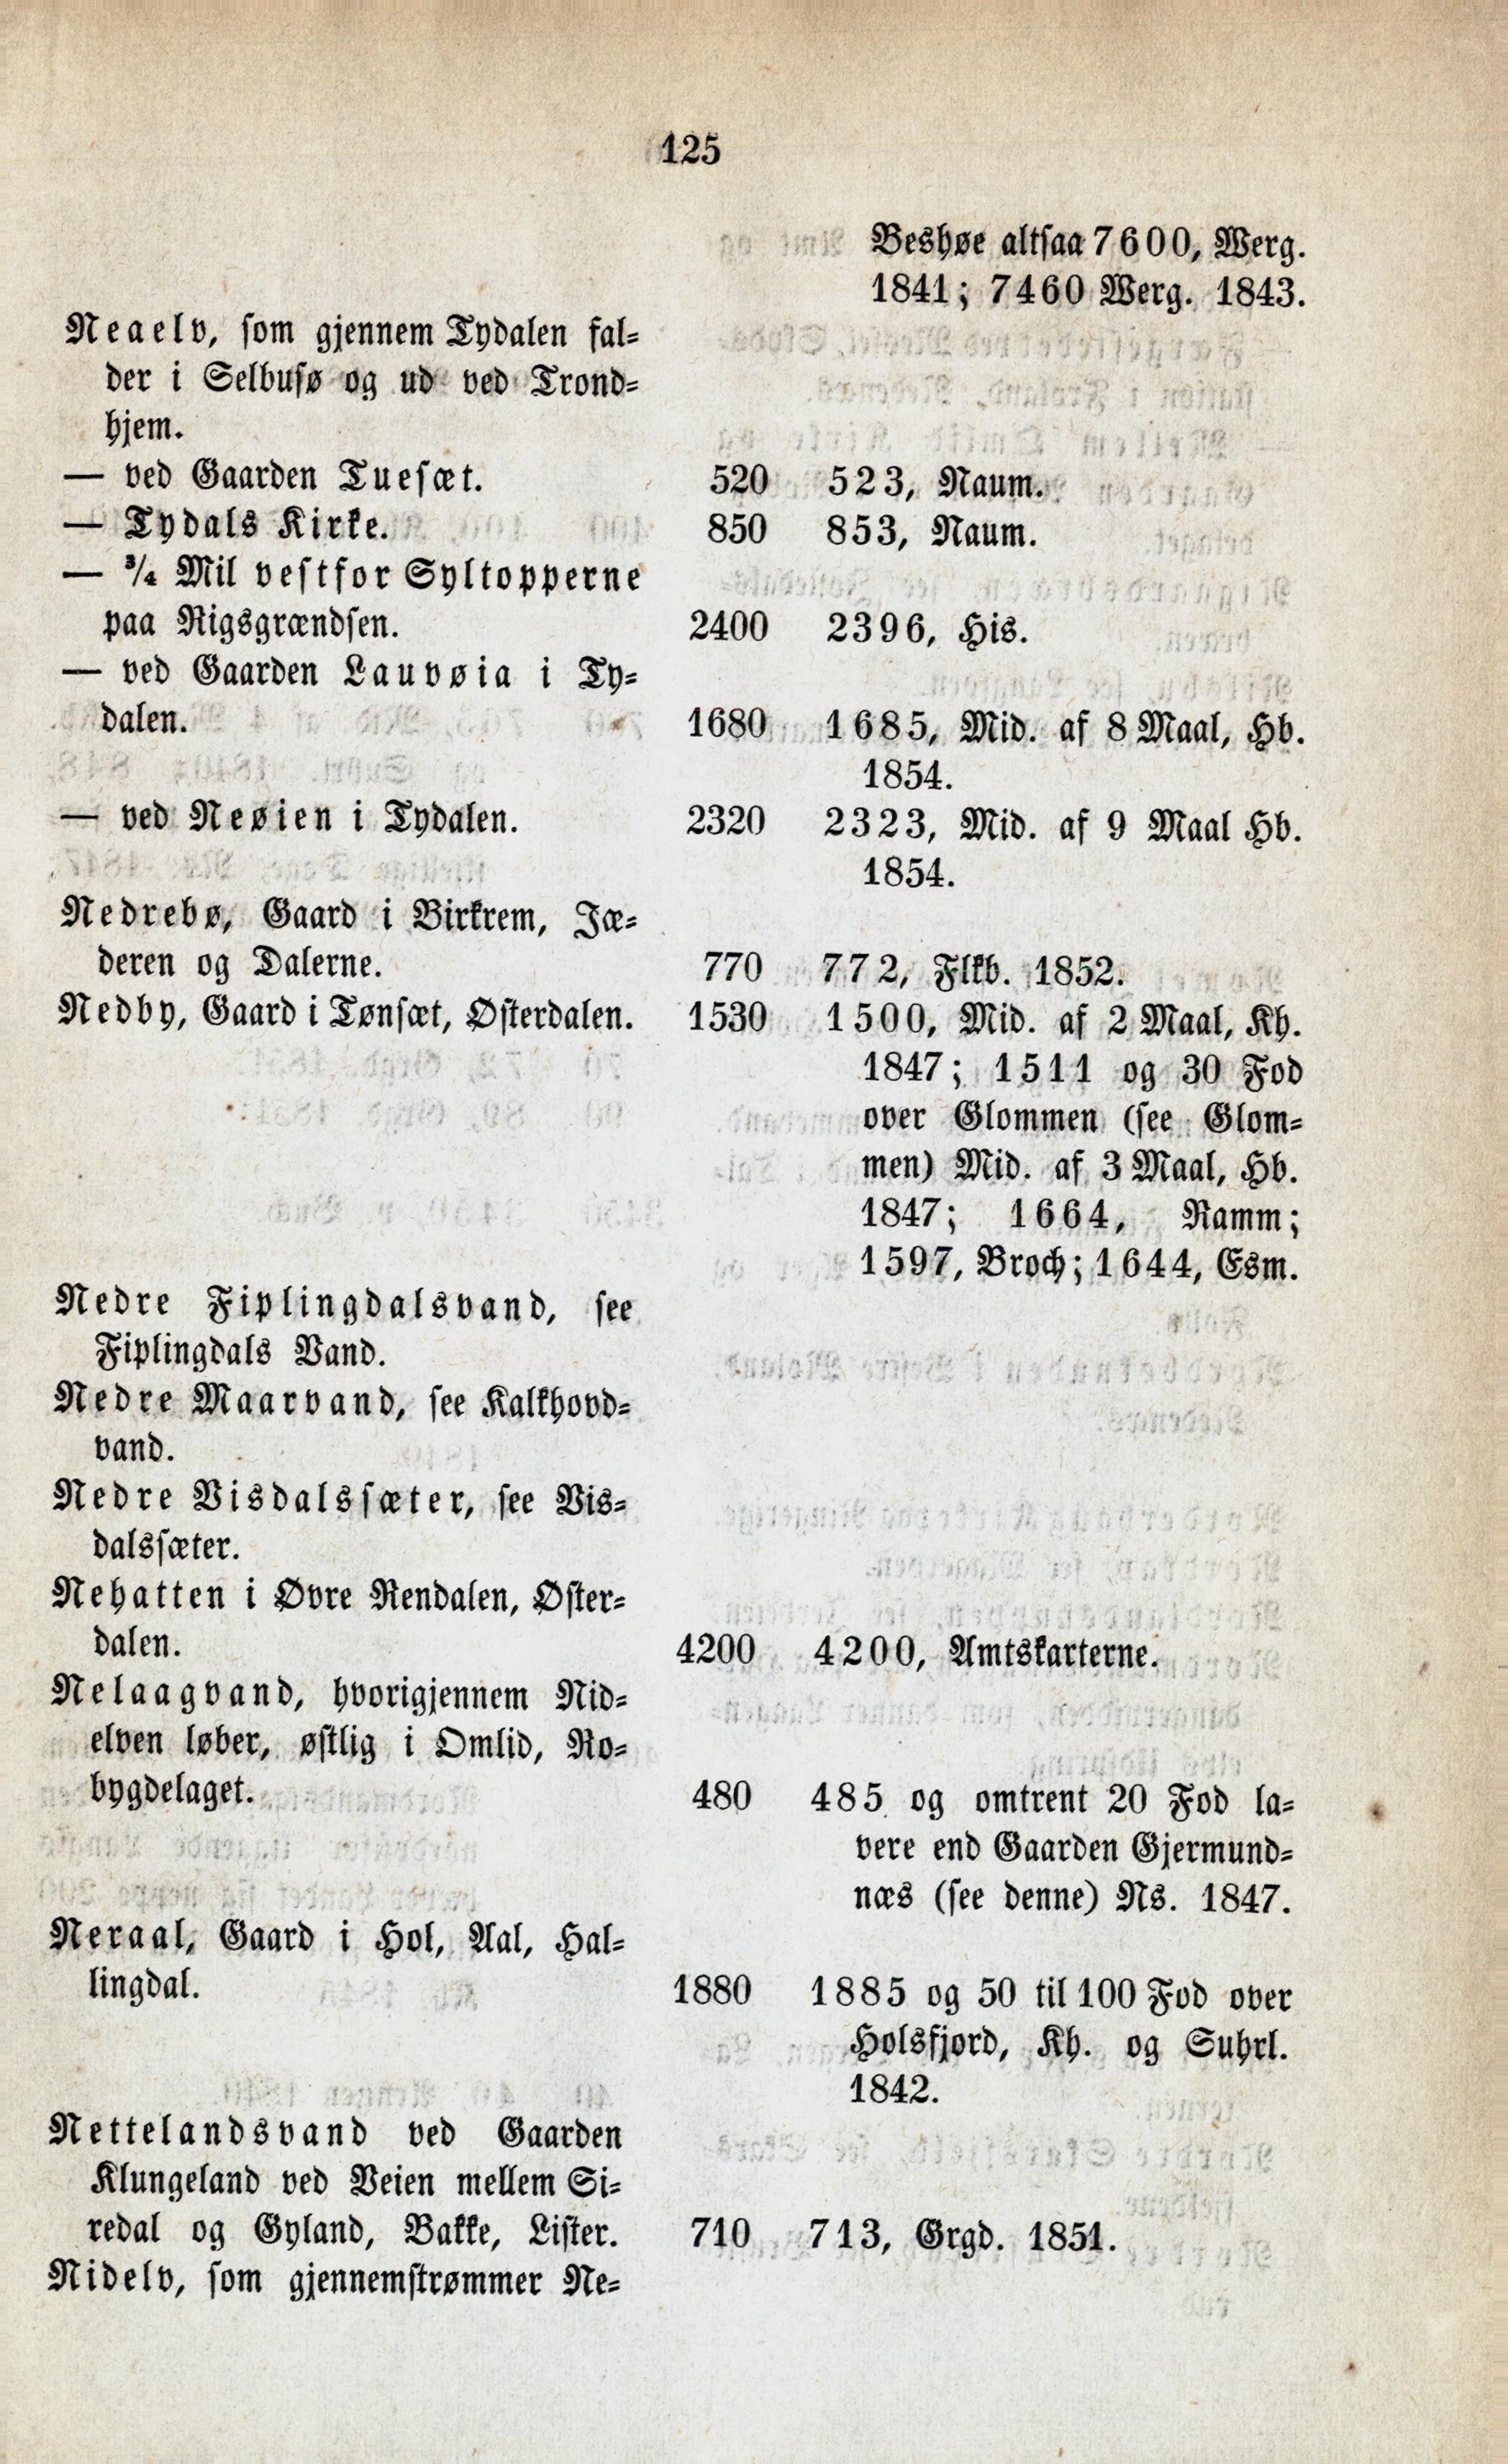 125
Beshøe altsaa 7600, Werg.
1841; 7460 Werg. 1843.
Neaelv, som gjennem Tydalen fal-
der i Selbusø og ud ved Trond-
hjem.
— ved Gaarden Tuesæt. 520 523, Naum.
— Tydals Kirke. 850 853, Naum.
— ¾ Mil vestfor Syltopperne
paa Rigsgrændsen. 2400 2396, His.
— ved Gaarden Lauvøia i Ty-
dalen. 1680 1685, Mid. af 8 Maal, Hb.
1854.
— ved Neøien i Tydalen. 2320 2323, Mid. af 9 Maal Hb.
1854.
Nedrebø, Gaard i Birkrem, Jæ-
deren og Dalerne. 770 772, Flkb. 1852.
Nedby, Gaard i Tønsæt, Østerdalen. 1530 1500, Mid. af 2 Maal, Kh.
1847; 1511 og 30 Fod
over Glommen (see Glom-
men) Mid. af 3 Maal, Hb.
1847; 1664, Ramm;
1597, Broch; 1644, Esm.
Nedre Fiplingdalsvand, see
Fiplingdals Vand.
Nedre Maarvand, see Kalkhovd-
vand.
Nedre Visdalssæter, see Vis-
dalssæter.
Nehatten i Øvre Rendalen, Øster-
dalen. 4200 4200, Amtskarterne.
Nelaagvand, hvorigjennem Nid-
elven løber, østlig i Omlid, Ro-
bygdelaget. 480 485 og omtrent 20 Fod la-
vere end Gaarden Gjermund-
næs (see denne) Ns. 1847.
Neraal, Gaard i Hol, Aal, Hal-
lingdal. 1880 1885 og 50 til 100 Fod over
Holsfjord, Kh. og Suhrl.
1842.
Nettelandsvand ved Gaarden
Klungeland ved Veien mellem Si-
redal og Gyland, Bakke, Lister. 710 713, Grgd. 1851.
Nidelv, som gjennemstrømmer Ne-